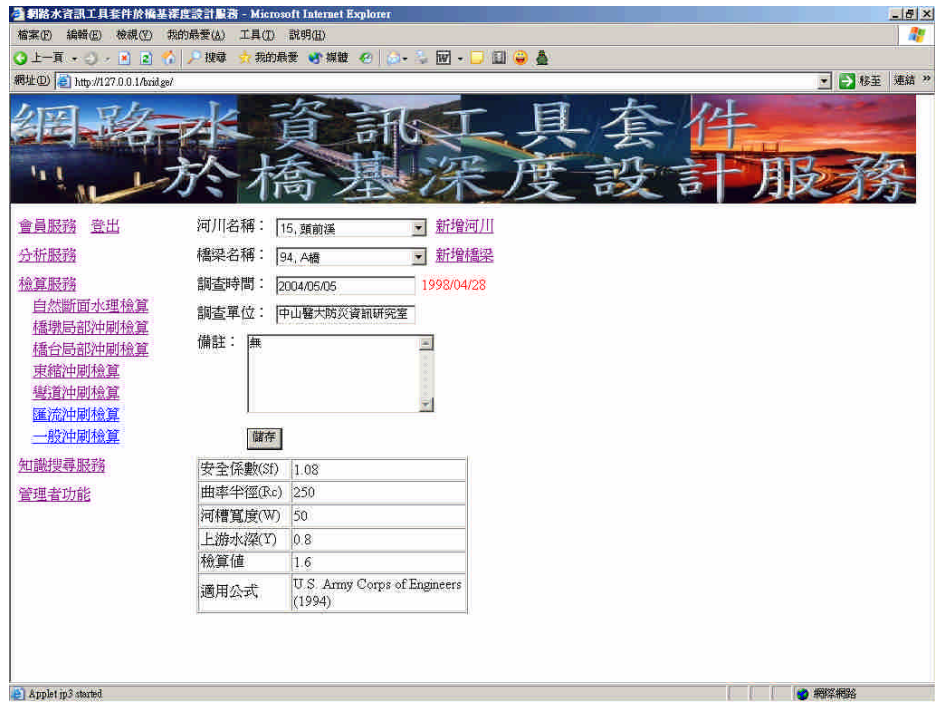 網路水資訊工具套件於橋基深度設計服務 - Microsoft Internet Explorer
檔案(F) 編輯(E) 檢視(V) 我的最愛(A) 工具(T) 說明(H)
上一頁 搜尋 我的最愛 媒體
網址(D) http://127.0.0.1/bridge/ 移至 連結 »
網路水資訊工具套件
於橋基深度設計服務
會員服務 登出 河川名稱： 15, 頭前溪 新增河川
分析服務 橋梁名稱： 94, A橋 新增橋梁
檢算服務 調查時間： 2004/05/05 1998/04/28
自然斷面水理檢算
橋墩局部沖刷檢算 調查單位： 中山醫大防災資訊研究室
橋台局部沖刷檢算 備註： 無
束縮沖刷檢算
彎道沖刷檢算
匯流沖刷檢算
一般沖刷檢算 儲存
知識搜尋服務
管理者功能
安全係數(Sf) 1.08
曲率半徑(Rc) 250
河槽寬度(W) 50
上游水深(Y) 0.8
檢算值 1.6
適用公式 U.S. Army Corps of Engineers
(1994)
Applet jp3 started 網際網路